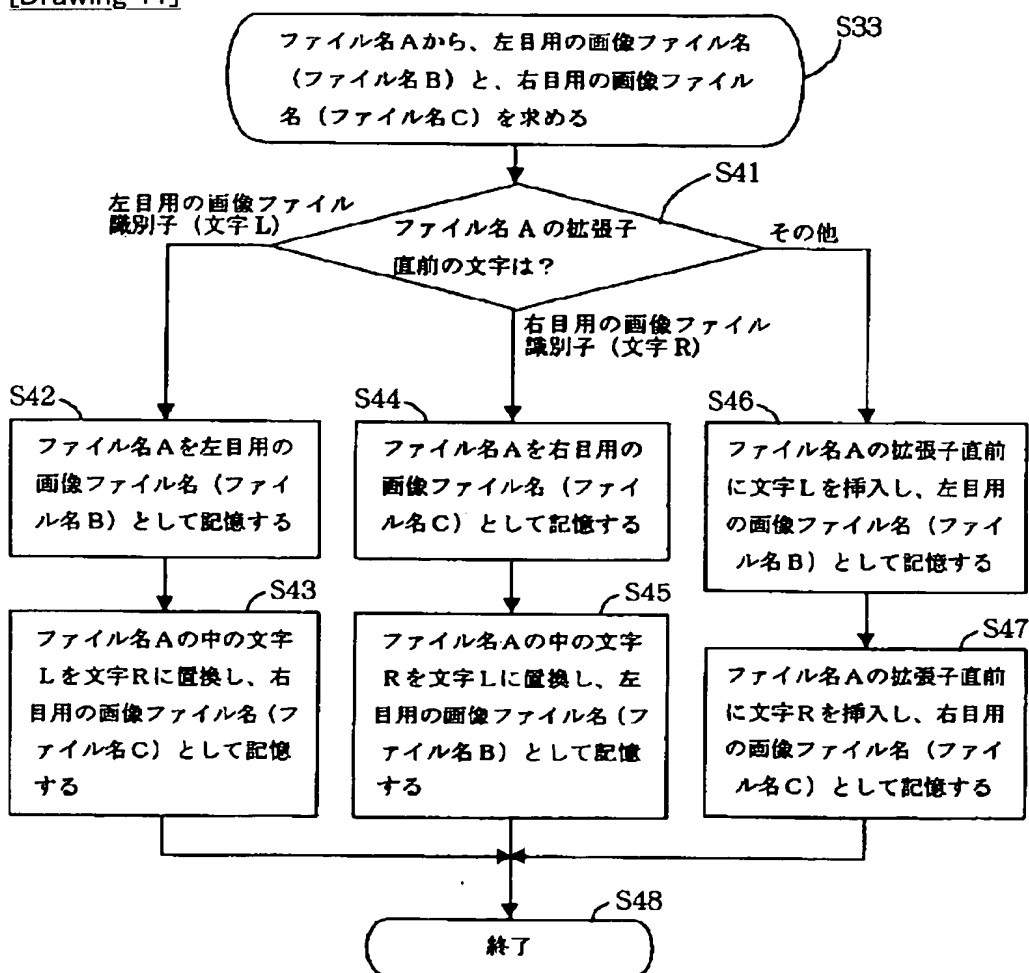 [Drawing 11]
S33
ファイル名Aから、左目用の画像ファイル名
(ファイル名B)と、右目用の画像ファイル
名(ファイル名C)を求める
S41
左目用の画像ファイル
識別子(文字L)
ファイル名Aの拡張子
直前の文字は?
その他
右目用の画像ファイル
識別子(文字R)
S42
ファイル名Aを左目用の
画像ファイル名(ファイ
ル名B)として記憶する
S44
ファイル名Aを右目用の
画像ファイル名(ファイ
ル名C)として記憶する
S46
ファイル名Aの拡張子直前
に文字Lを挿入し、左目用
の画像ファイル名(ファイ
ル名B)として記憶する
S43
ファイル名Aの中の文字
Lを文字Rに置換し、右
目用の画像ファイル名(フ
ァイル名C)として記憶
する
S45
ファイル名Aの中の文字
Rを文字Lに置換し、左
目用の画像ファイル名(フ
ァイル名B)として記憶
する
S47
ファイル名Aの拡張子直前
に文字Rを挿入し、右目用
の画像ファイル名(ファイ
ル名C)として記憶する
S48
終了